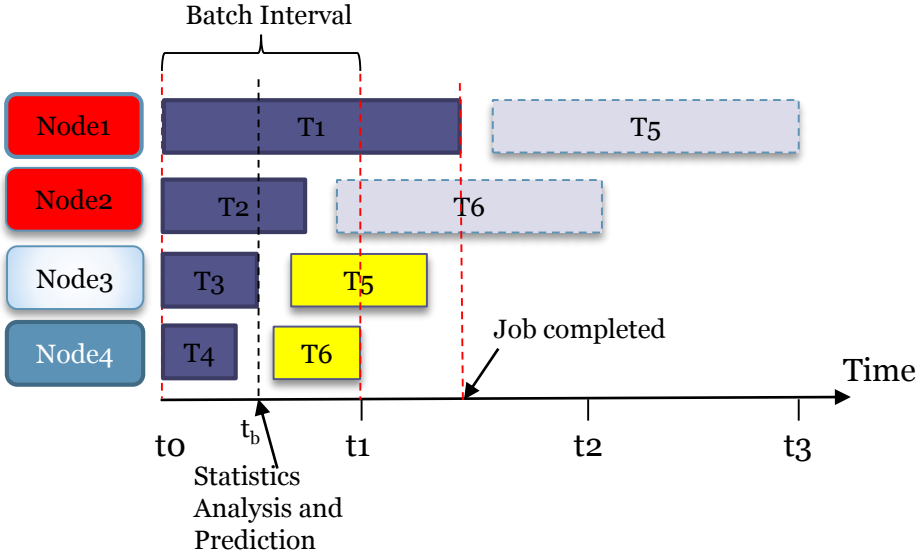 Batch Interval
Node1
T1
T5
Node2
T2
T6
Node3
T3
T5
Node4
T4
T6
Job completed
Time
t0
tb
t1
t2
t3
Statistics
Analysis and
Prediction